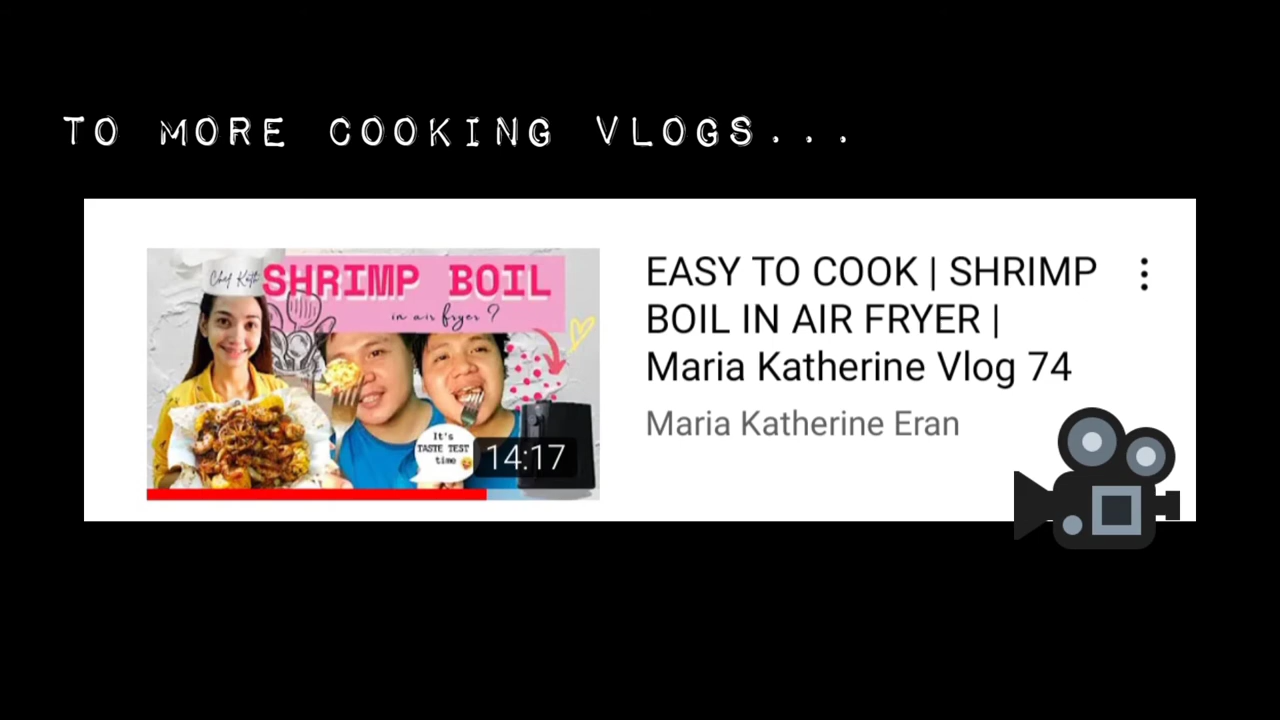 TO MORE COOKING VLOGS...
Chef Kath
SHRIMP BOIL
in air fryer ?
It's
TASTE TEST
time
14:17
EASY TO COOK | SHRIMP
BOIL IN AIR FRYER |
Maria Katherine Vlog 74
Maria Katherine Eran